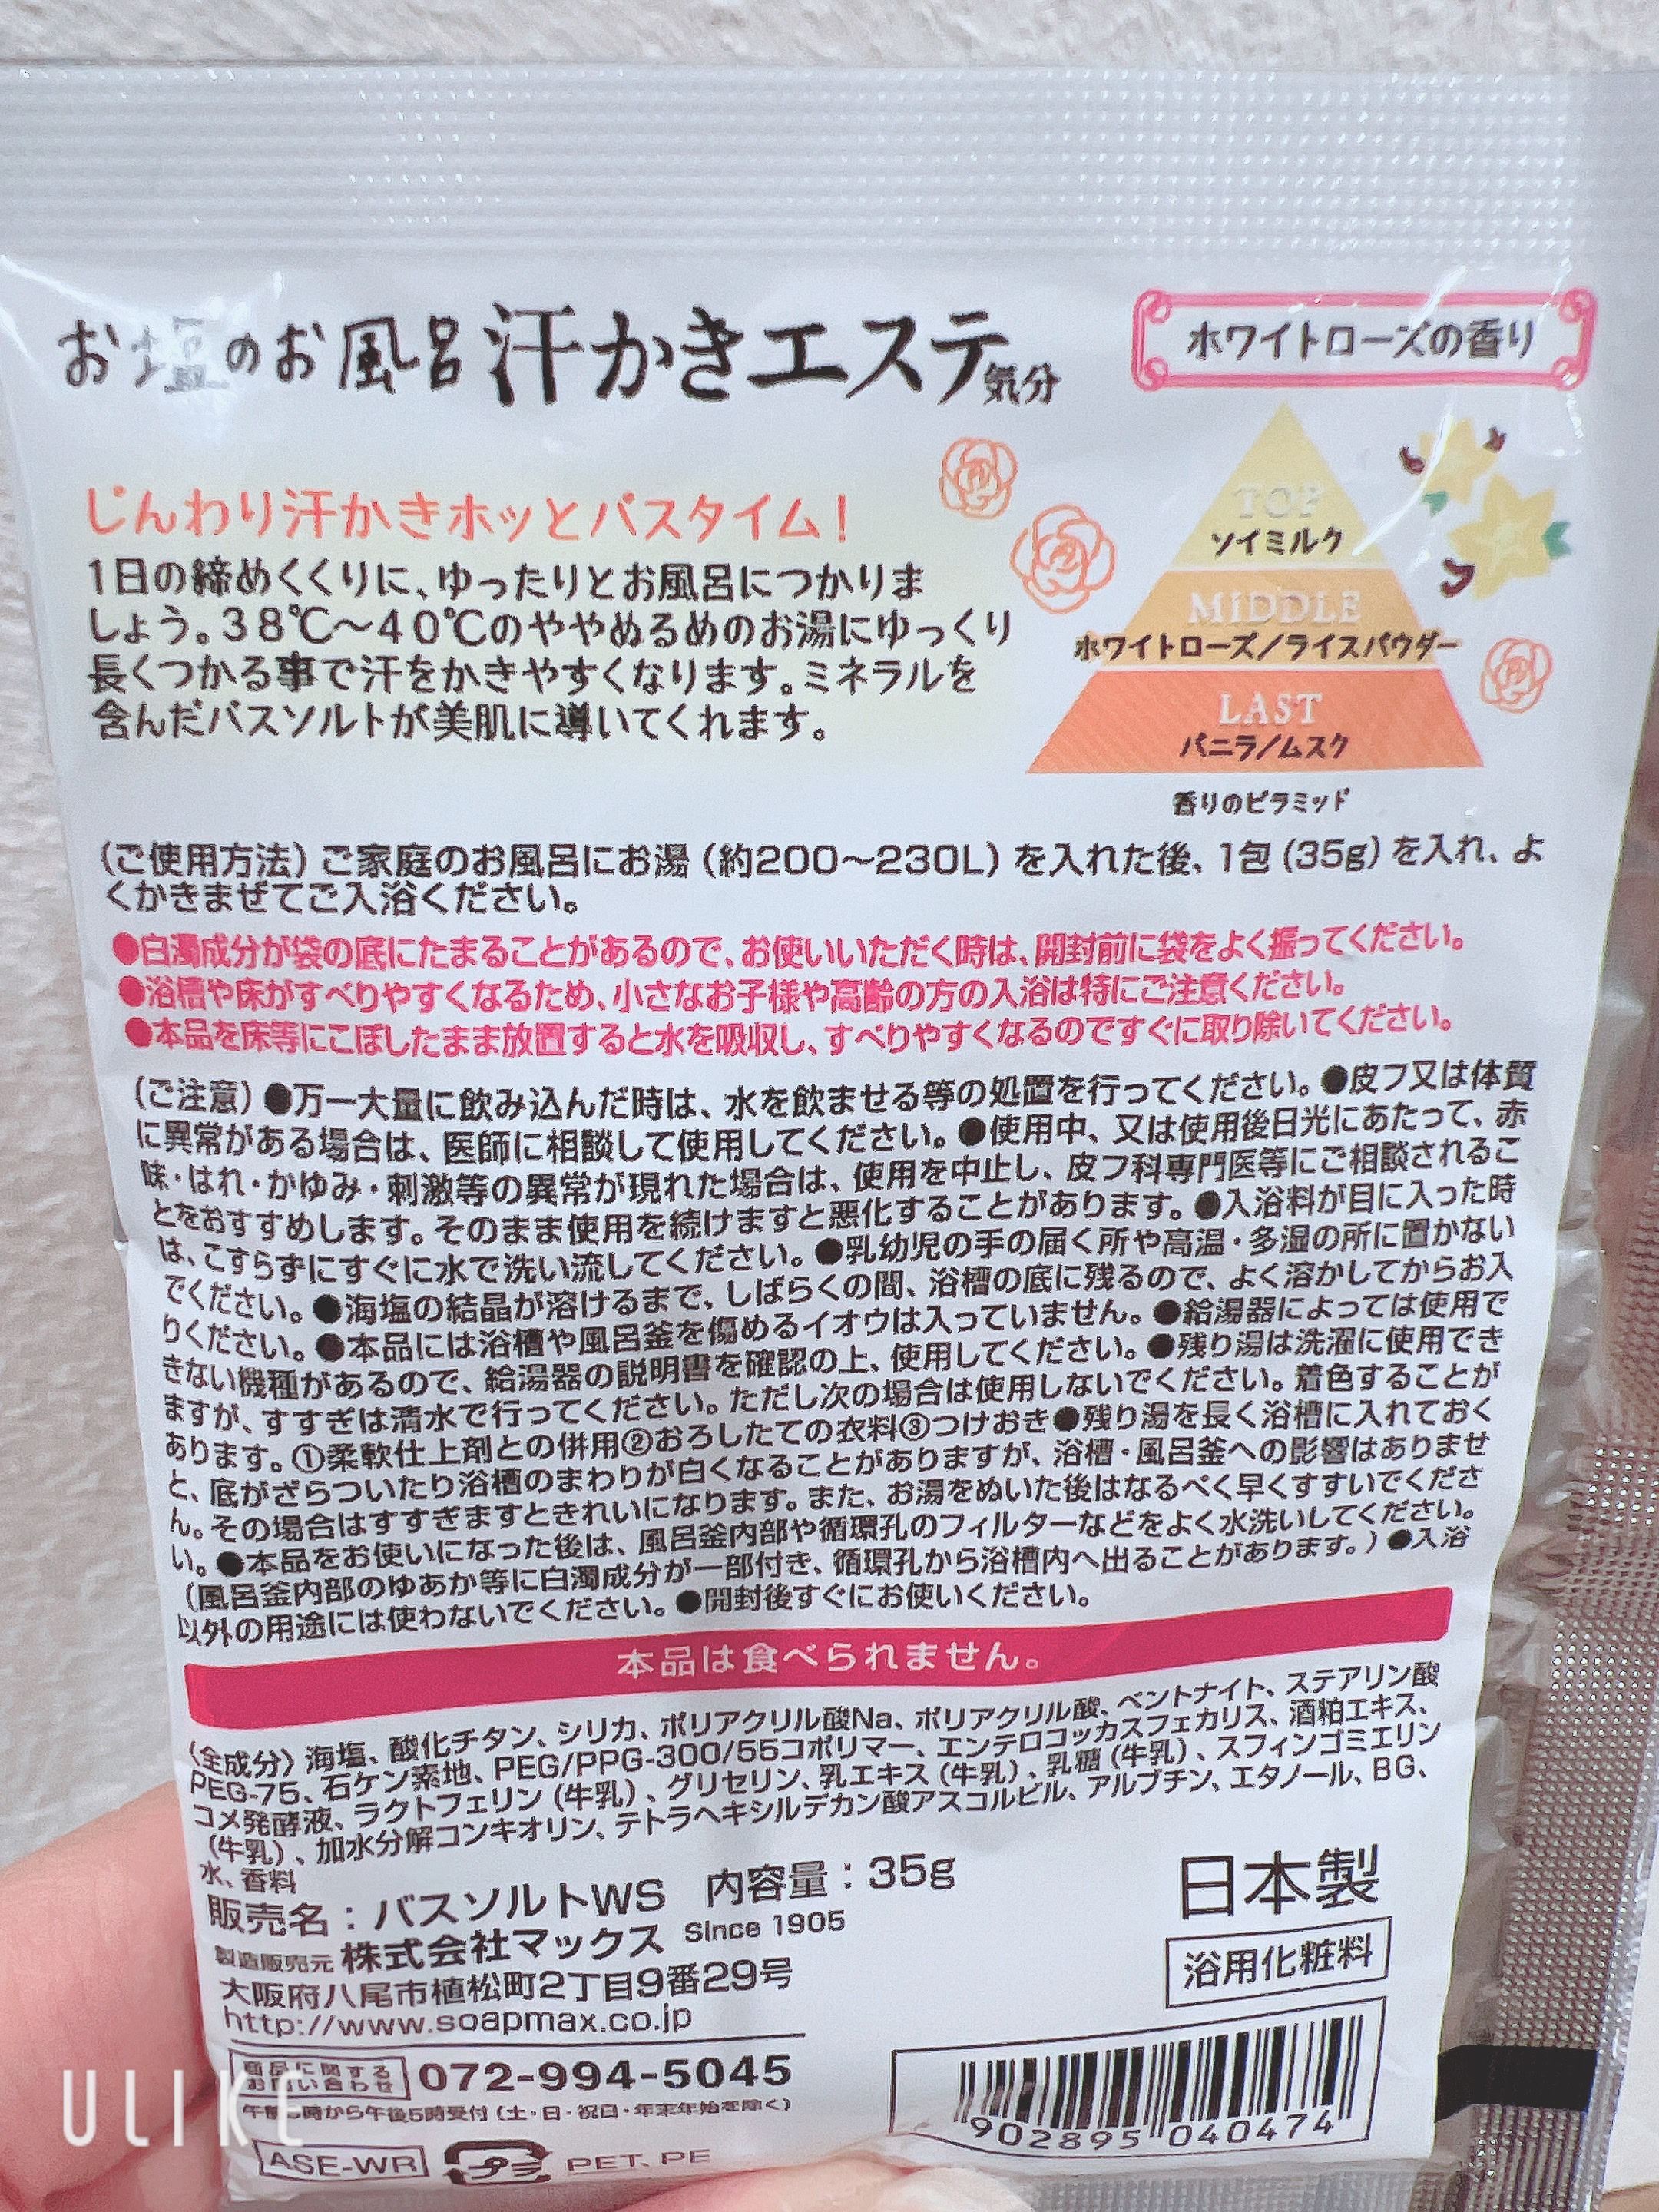 お塩のお風呂 汗かきエステ気分
ホワイトローズの香り
じんわり汗かきホッとバスタイム！
1日の締めくくりに、ゆったりとお風呂につかりま
しょう。38℃〜40℃のややぬるめのお湯にゆっくり
長くつかる事で汗をかきやすくなります。ミネラルを
含んだバスソルトが美肌に導いてくれます。
TOP
ソイミルク
MIDDLE
ホワイトローズ／ライスパウダー
LAST
バニラ／ムスク
香りのピラミッド
（ご使用方法）ご家庭のお風呂にお湯（約200〜230L）を入れた後、1包（35g）を入れ、よ
くかきまぜてご入浴ください。
●白濁成分が袋の底にたまることがあるので、お使いいただく時は、開封前に袋をよく振ってください。
●浴槽や床がすべりやすくなるため、小さなお子様や高齢の方の入浴は特にご注意ください。
●本品を床等にこぼしたまま放置すると水を吸収し、すべりやすくなるのですぐに取り除いてください。
（ご注意）●万一大量に飲み込んだ時は、水を飲ませる等の処置を行ってください。●皮フ又は体質
に異常がある場合は、医師に相談して使用してください。●使用中、又は使用後日光にあたって、赤
味・はれ・かゆみ・刺激等の異常が現れた場合は、使用を中止し、皮フ科専門医等にご相談されるこ
とをおすすめします。そのまま使用を続けますと悪化することがあります。●入浴料が目に入った時
は、こすらずにすぐに水で洗い流してください。●乳幼児の手の届く所や高温・多湿の所に置かない
でください。●海塩の結晶が溶けるまで、しばらくの間、浴槽の底に残るので、よく溶かしてからお入
りください。●本品には浴槽や風呂釜を傷めるイオウは入っていません。●給湯器によっては使用で
きない機種があるので、給湯器の説明書を確認の上、使用してください。●残り湯は洗濯に使用でき
ますが、すすぎは清水で行ってください。ただし次の場合は使用しないでください。着色することが
あります。①柔軟仕上剤との併用②おろしたての衣料③つけおき●残り湯を長く浴槽に入れておく
と、底がざらついたり浴槽のまわりが白くなることがありますが、浴槽・風呂釜への影響はありませ
ん。その場合はすすぎますときれいになります。また、お湯をぬいた後はなるべく早くすすいでくださ
い。●本品をお使いになった後は、風呂釜内部や循環孔のフィルターなどをよく水洗いしてください。
（風呂釜内部のゆあか等に白濁成分が一部付き、循環孔から浴槽内へ出ることがあります。）●入浴
以外の用途には使わないでください。●開封後すぐにお使いください。
本品は食べられません。
〈全成分〉海塩、酸化チタン、シリカ、ポリアクリル酸Na、ポリアクリル酸、ベントナイト、ステアリン酸
PEG-75、石ケン素地、PEG/PPG-300/55コポリマー、エンテロコッカスフェカリス、酒粕エキス、
コメ発酵液、ラクトフェリン（牛乳）、グリセリン、乳エキス（牛乳）、乳糖（牛乳）、スフィンゴミエリン
（牛乳）、加水分解コンキオリン、テトラヘキシルデカン酸アスコルビル、アルブチン、エタノール、BG、
水、香料
販売名：バスソルトWS 内容量：35g
製造販売元 株式会社マックス Since 1905
大阪府八尾市植松町2丁目9番29号
http://www.soapmax.co.jp
商品に関するお問い合わせ 072-994-5045
時から午後5時受付（土・日・祝日・年末年始を除く）
ASE-WR プラ PET、PE
日本製
浴用化粧料
902895 040474
ULIKE